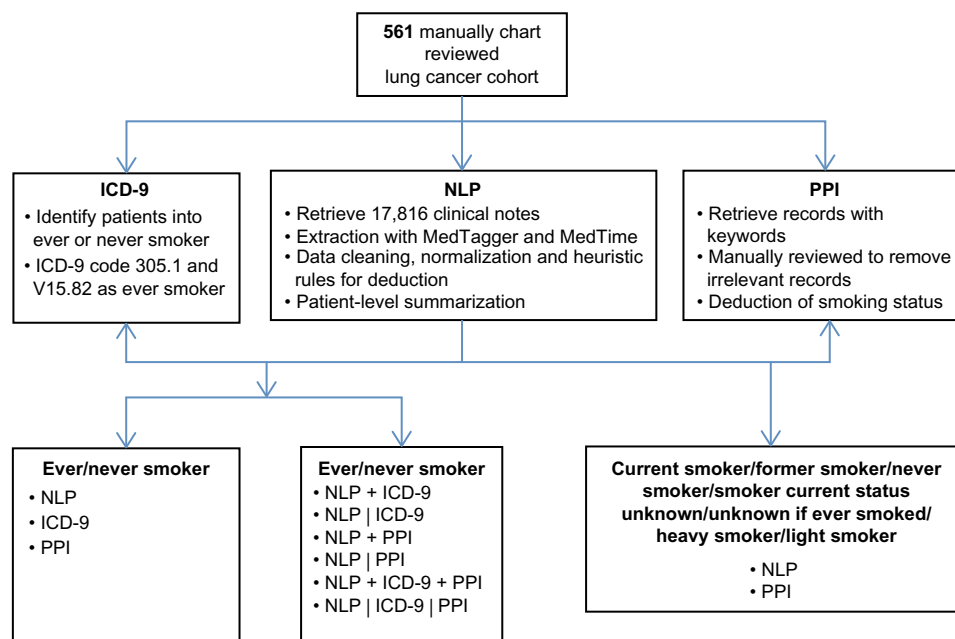 561 manually chart
reviewed
lung cancer cohort
ICD-9
• Identify patients into
ever or never smoker
• ICD-9 code 305.1 and
V15.82 as ever smoker
NLP
• Retrieve 17,816 clinical notes
• Extraction with MedTagger and MedTime
• Data cleaning, normalization and heuristic
rules for deduction
• Patient-level summarization
PPI
• Retrieve records with
keywords
• Manually reviewed to remove
irrelevant records
• Deduction of smoking status
Ever/never smoker
• NLP
• ICD-9
• PPI
Ever/never smoker
• NLP + ICD-9
• NLP | ICD-9
• NLP + PPI
• NLP | PPI
• NLP + ICD-9 + PPI
• NLP | ICD-9 | PPI
Current smoker/former smoker/never
smoker/smoker current status
unknown/unknown if ever smoked/
heavy smoker/light smoker
• NLP
• PPI